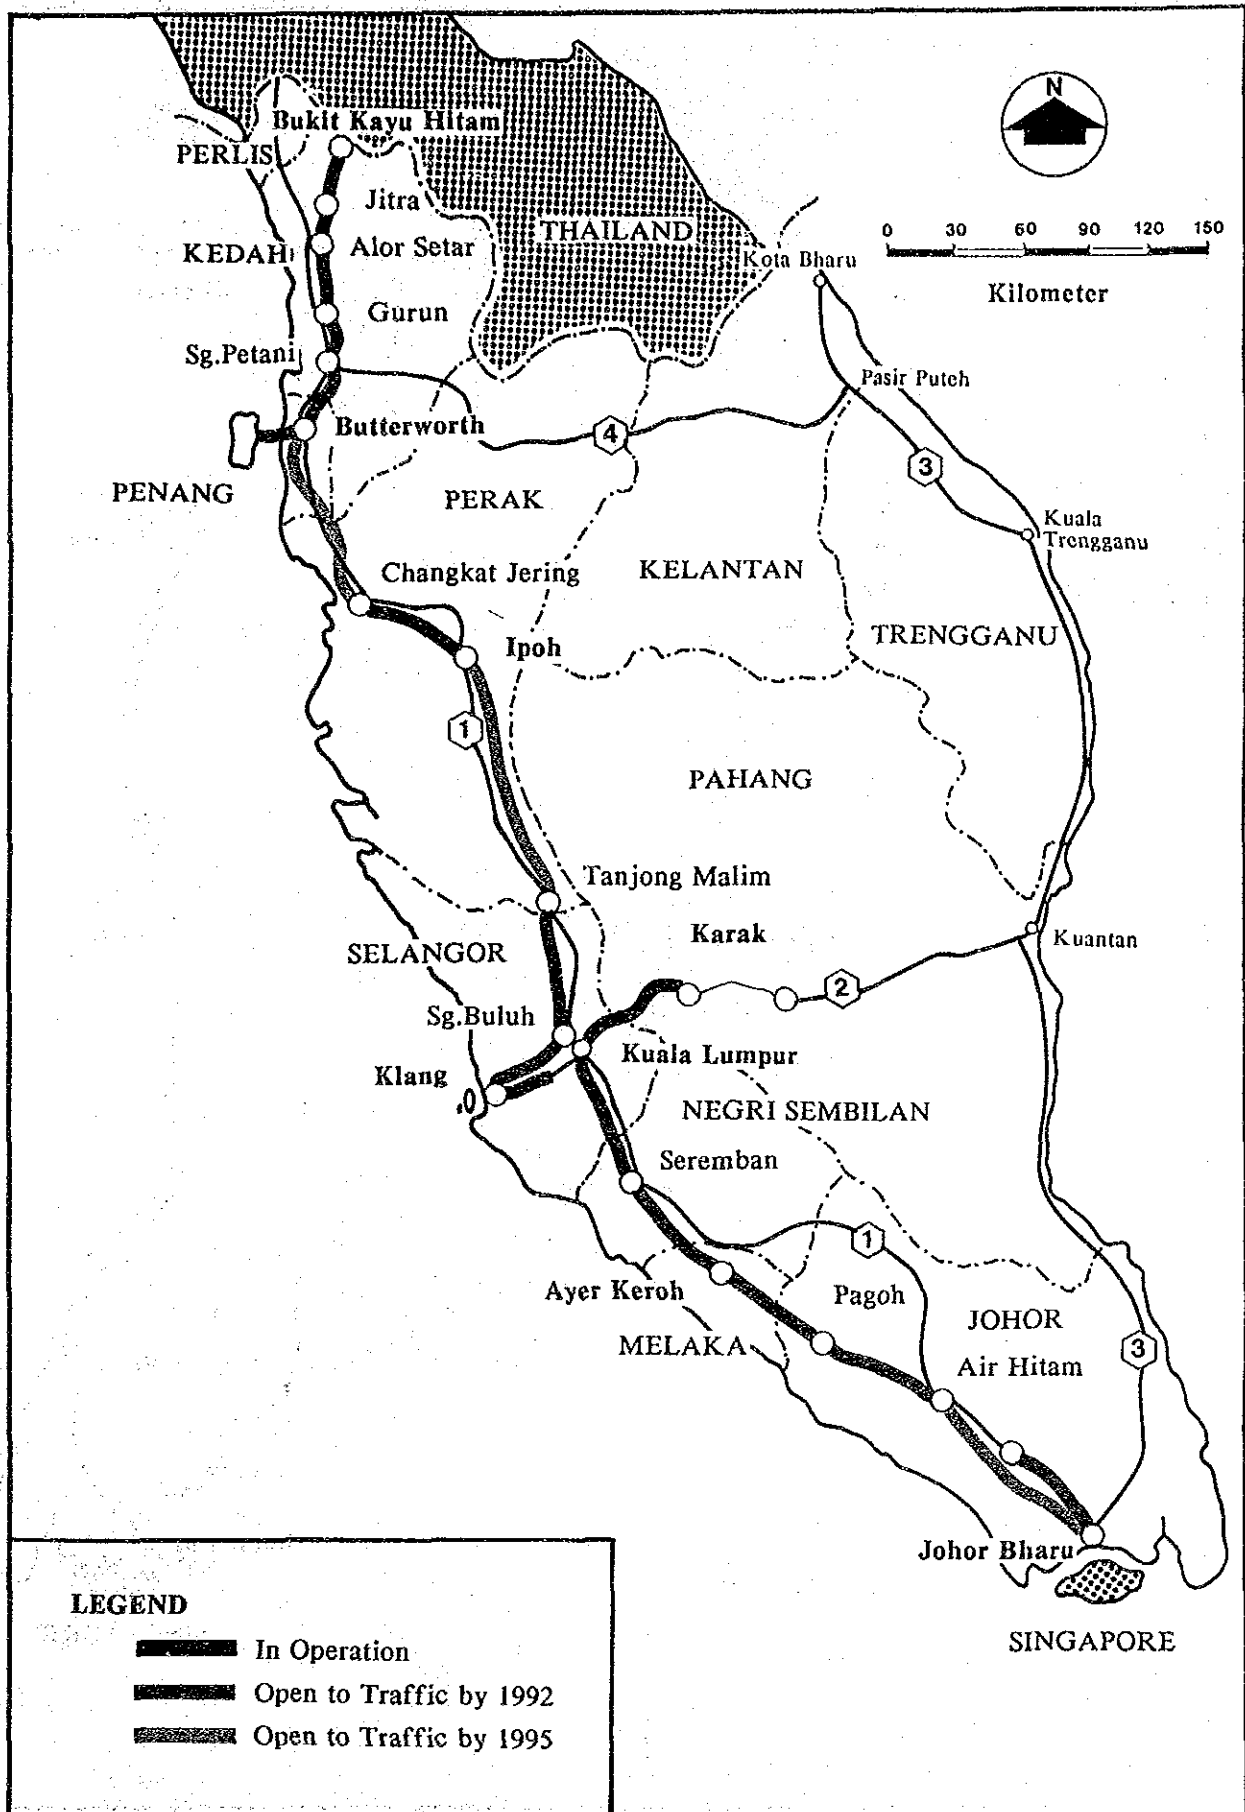 N
Bukit Kayu Hitam
PERLIS
Jitra
THAILAND
0 30 60 90 120 150
KEDAH
Alor Setar
Kota Bharu
Kilometer
Gurun
Sg.Petani
Pasir Puteh
Butterworth
4
3
PENANG
PERAK
Kuala
Trengganu
Changkat Jering
KELANTAN
TRENGGANU
Ipoh
1
PAHANG
Tanjong Malim
Karak
SELANGOR
Kuantan
2
Sg.Buluh
Kuala Lumpur
Klang
NEGRI SEMBILAN
Seremban
1
Ayer Keroh
Pagoh
JOHOR
MELAKA
3
Air Hitam
Johor Bharu
SINGAPORE
LEGEND
In Operation
Open to Traffic by 1992
Open to Traffic by 1995